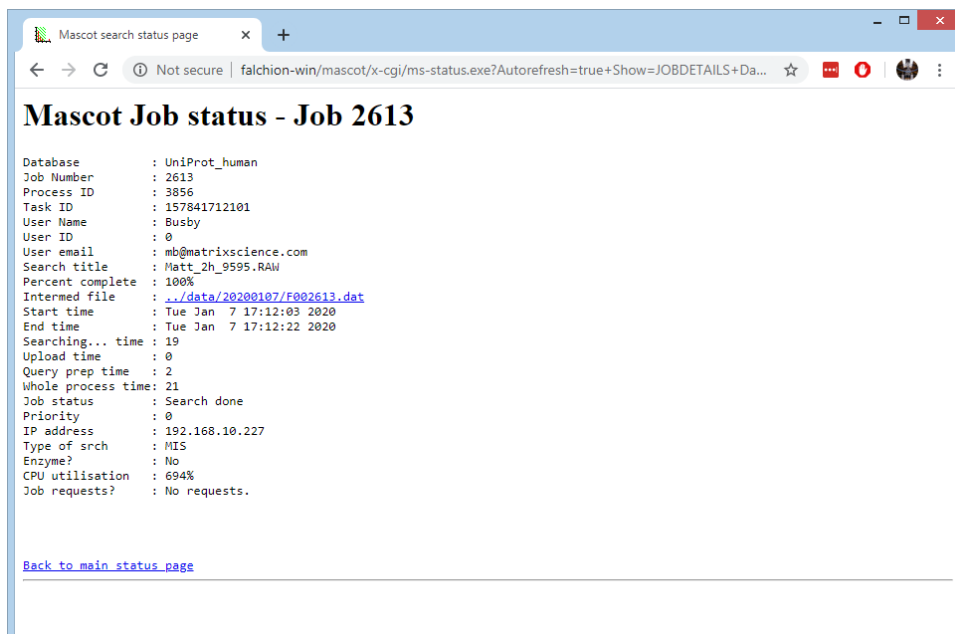 Mascot search status page
Not secure | falchion-win/mascot/x-cgi/ms-status.exe?Autorefresh=true+Show=JOBDETAILS+Da...
Mascot Job status - Job 2613
Database : UniProt_human
Job Number : 2613
Process ID : 3856
Task ID : 157841712101
User Name : Busby
User ID : 0
User email : mb@matrixscience.com
Search title : Matt_2h_9595.RAW
Percent complete : 100%
Intermed file : ../data/20200107/F002613.dat
Start time : Tue Jan 7 17:12:03 2020
End time : Tue Jan 7 17:12:22 2020
Searching... time : 19
Upload time : 0
Query prep time : 2
Whole process time: 21
Job status : Search done
Priority : 0
IP address : 192.168.10.227
Type of srch : MIS
Enzyme? : No
CPU utilisation : 694%
Job requests? : No requests.
Back to main status page